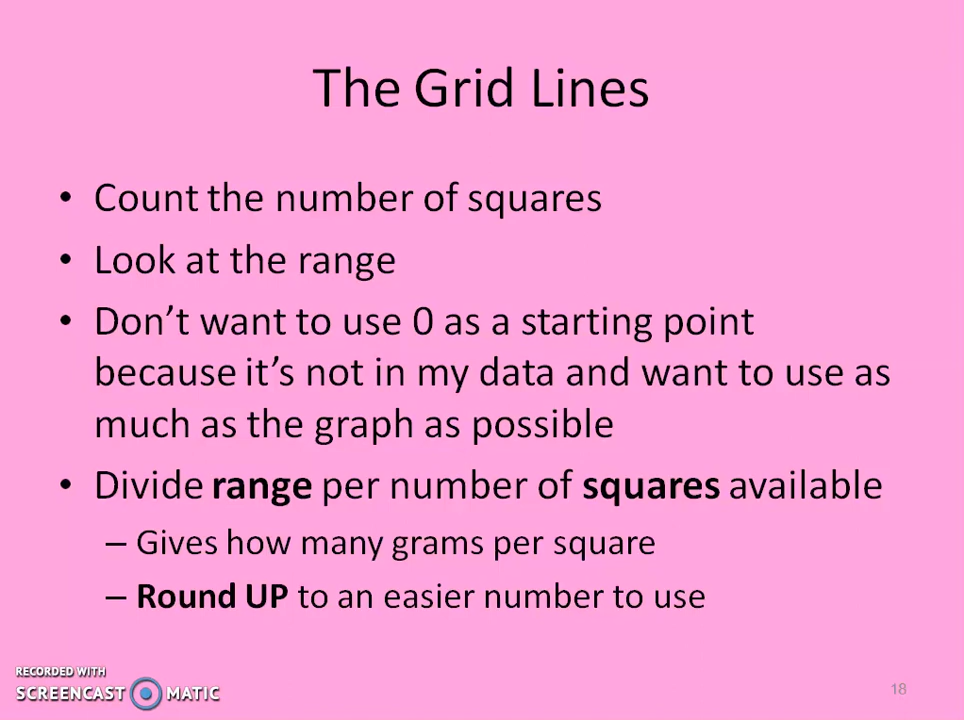 The Grid Lines
• Count the number of squares
• Look at the range
• Don’t want to use 0 as a starting point
because it’s not in my data and want to use as
much as the graph as possible
• Divide range per number of squares available
– Gives how many grams per square
– Round UP to an easier number to use
RECORDED WITH
SCREENCAST MATIC
18